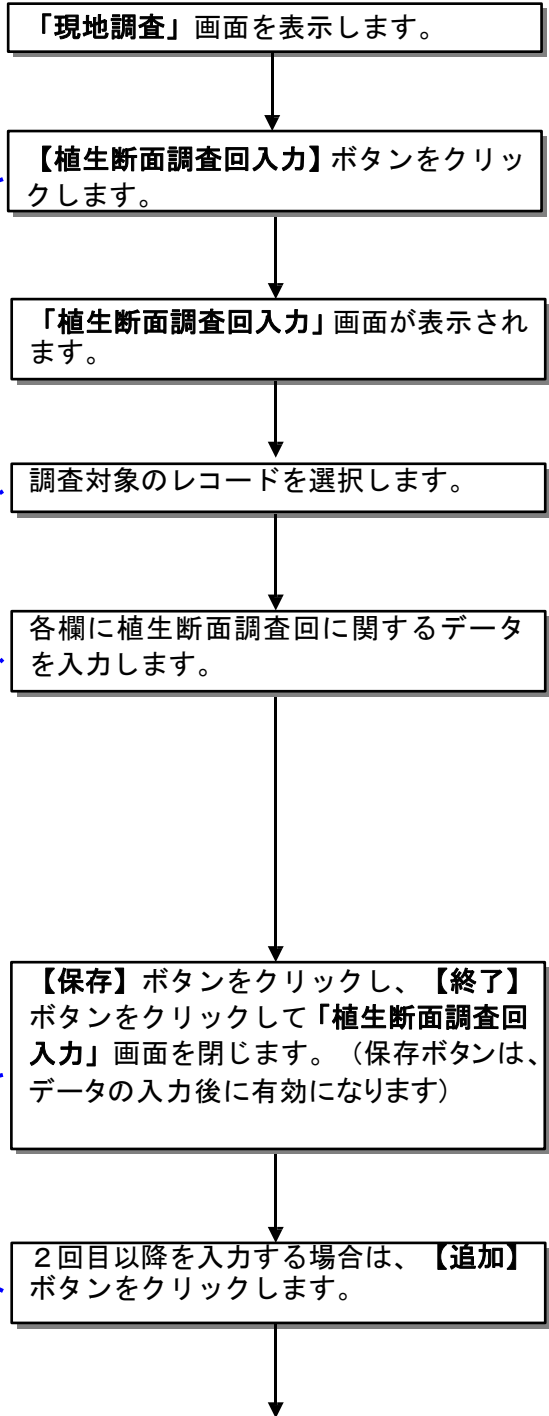 「現地調査」画面を表示します。
【植生断面調査回入力】ボタンをクリッ
クします。
「植生断面調査回入力」画面が表示され
ます。
調査対象のレコードを選択します。
各欄に植生断面調査回に関するデータ
を入力します。
【保存】ボタンをクリックし、【終了】
ボタンをクリックして「植生断面調査回
入力」画面を閉じます。（保存ボタンは、
データの入力後に有効になります）
２回目以降を入力する場合は、【追加】
ボタンをクリックします。